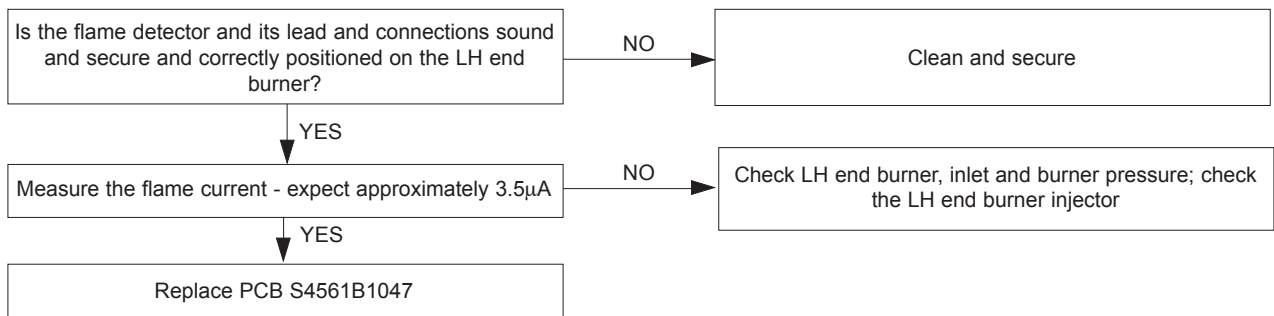 Is the flame detector and its lead and connections sound
and secure and correctly positioned on the LH end
burner?
NO
Clean and secure
YES
Measure the flame current - expect approximately 3.5µA
NO
Check LH end burner, inlet and burner pressure; check
the LH end burner injector
YES
Replace PCB S4561B1047